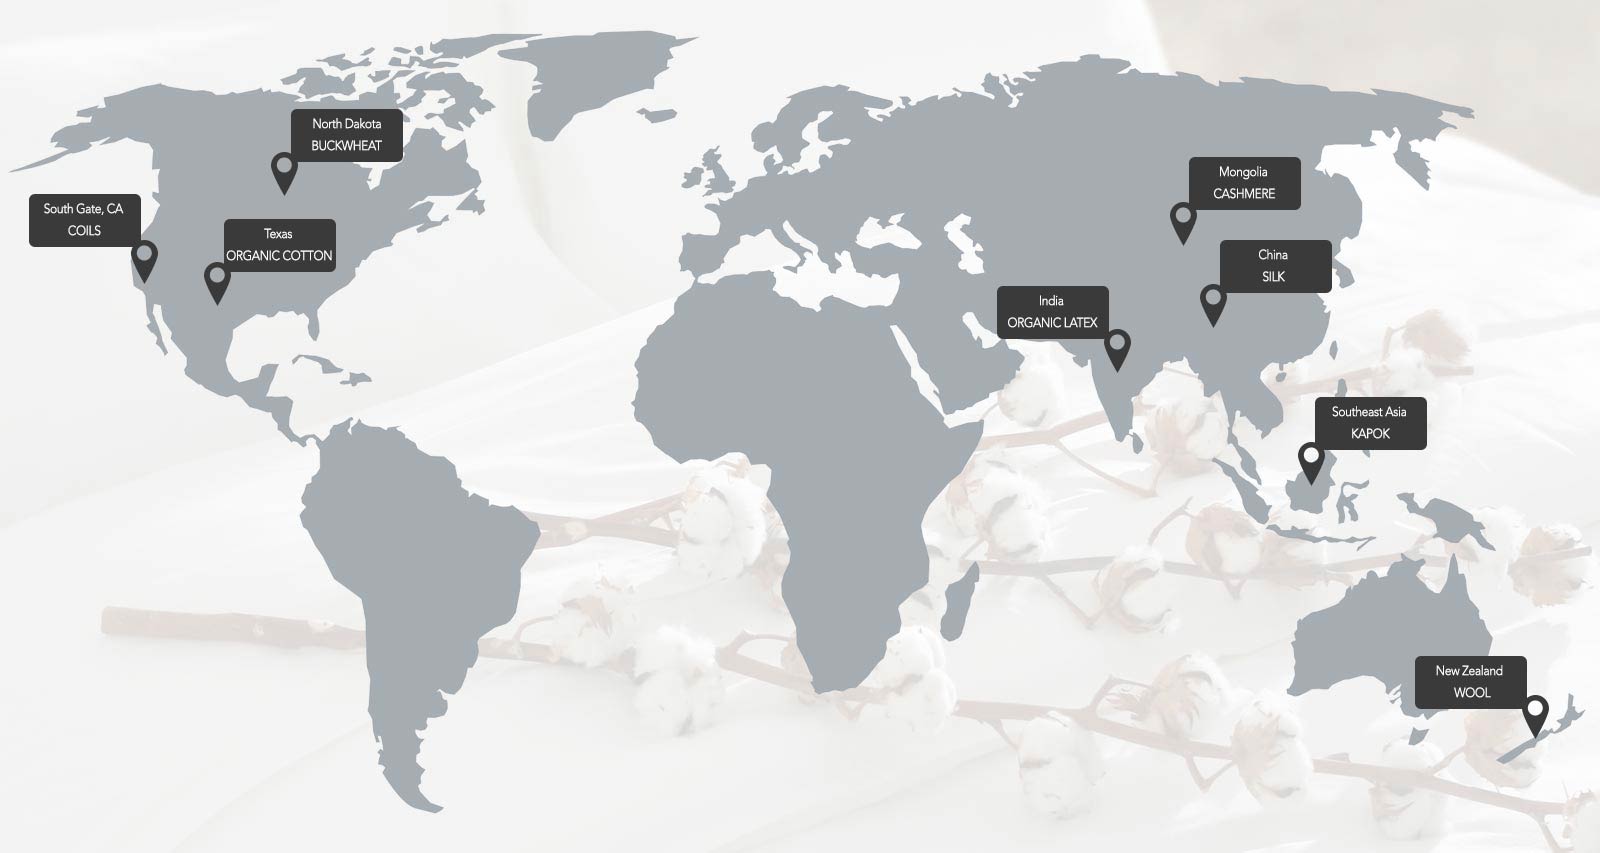 North Dakota
BUCKWHEAT
South Gate, CA
COILS
Texas
ORGANIC COTTON
Mongolia
CASHMERE
China
SILK
India
ORGANIC LATEX
Southeast Asia
KAPOK
New Zealand
WOOL